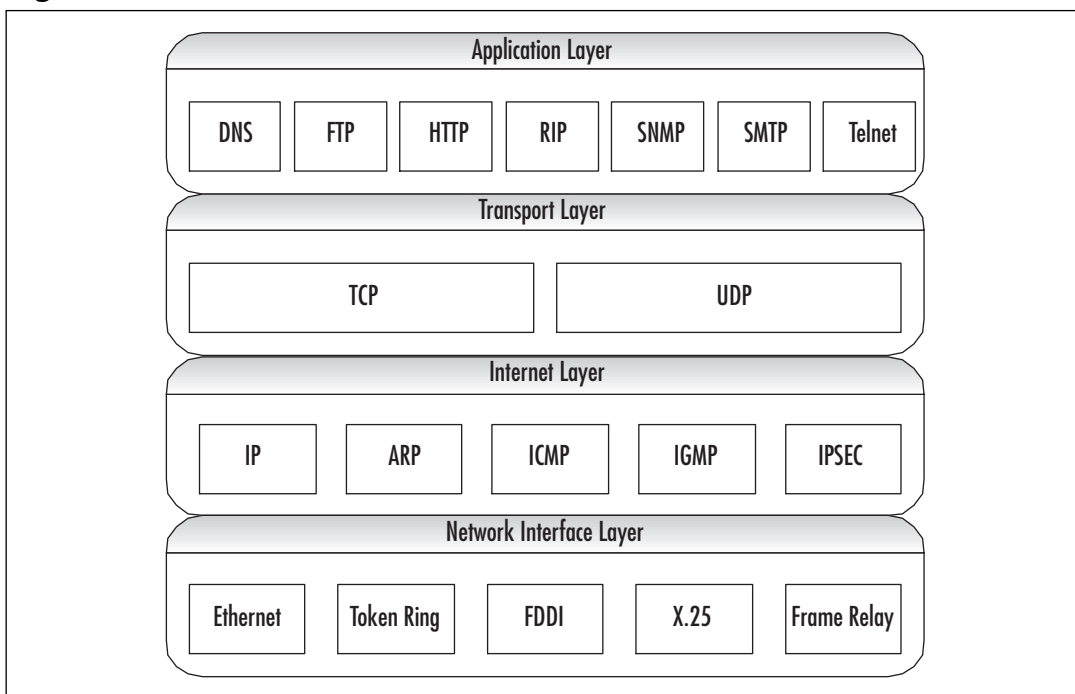 Application Layer
DNS FTP HTTP RIP SNMP SMTP Telnet
Transport Layer
TCP UDP
Internet Layer
IP ARP ICMP IGMP IPSEC
Network Interface Layer
Ethernet Token Ring FDDI X.25 Frame Relay